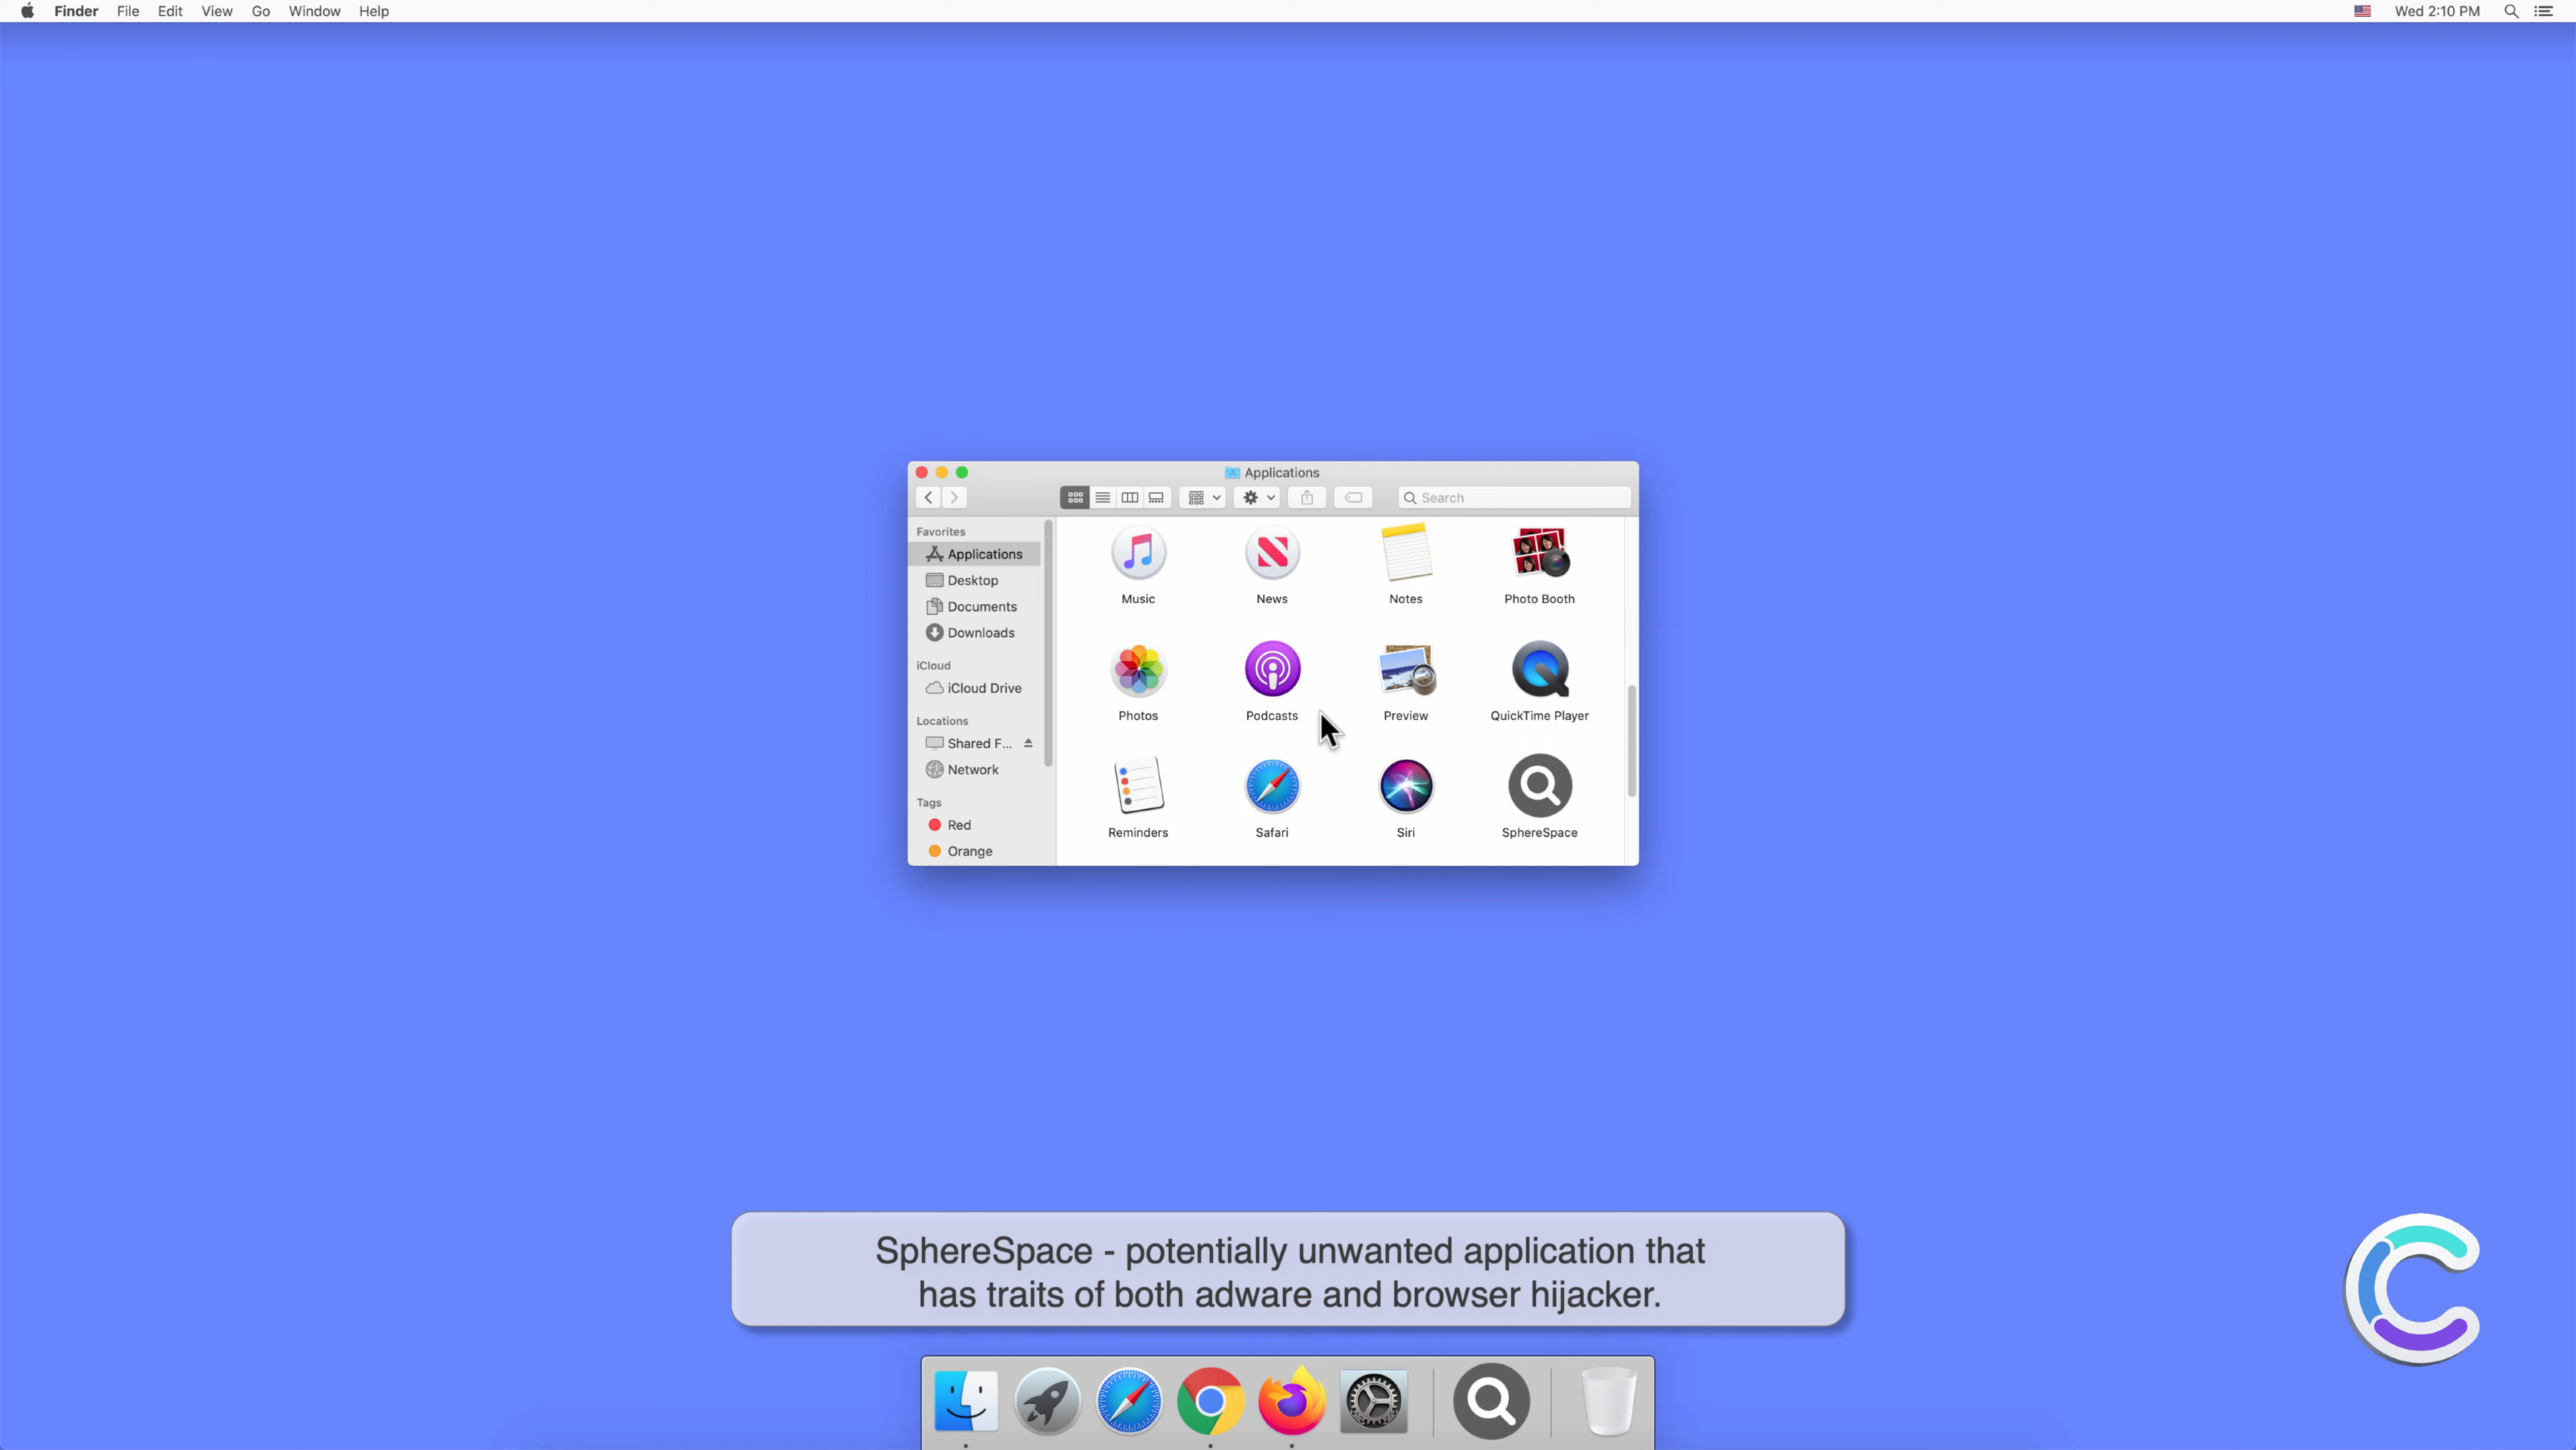 Finder File Edit View Go Window Help Wed 2:10 PM
Applications
Search
Favorites
Applications
Desktop
Documents
Downloads
iCloud
iCloud Drive
Locations
Shared F...
Network
Tags
Red
Orange
Music News Notes Photo Booth
Photos Podcasts Preview QuickTime Player
Reminders Safari Siri SphereSpace
SphereSpace - potentially unwanted application that
has traits of both adware and browser hijacker.